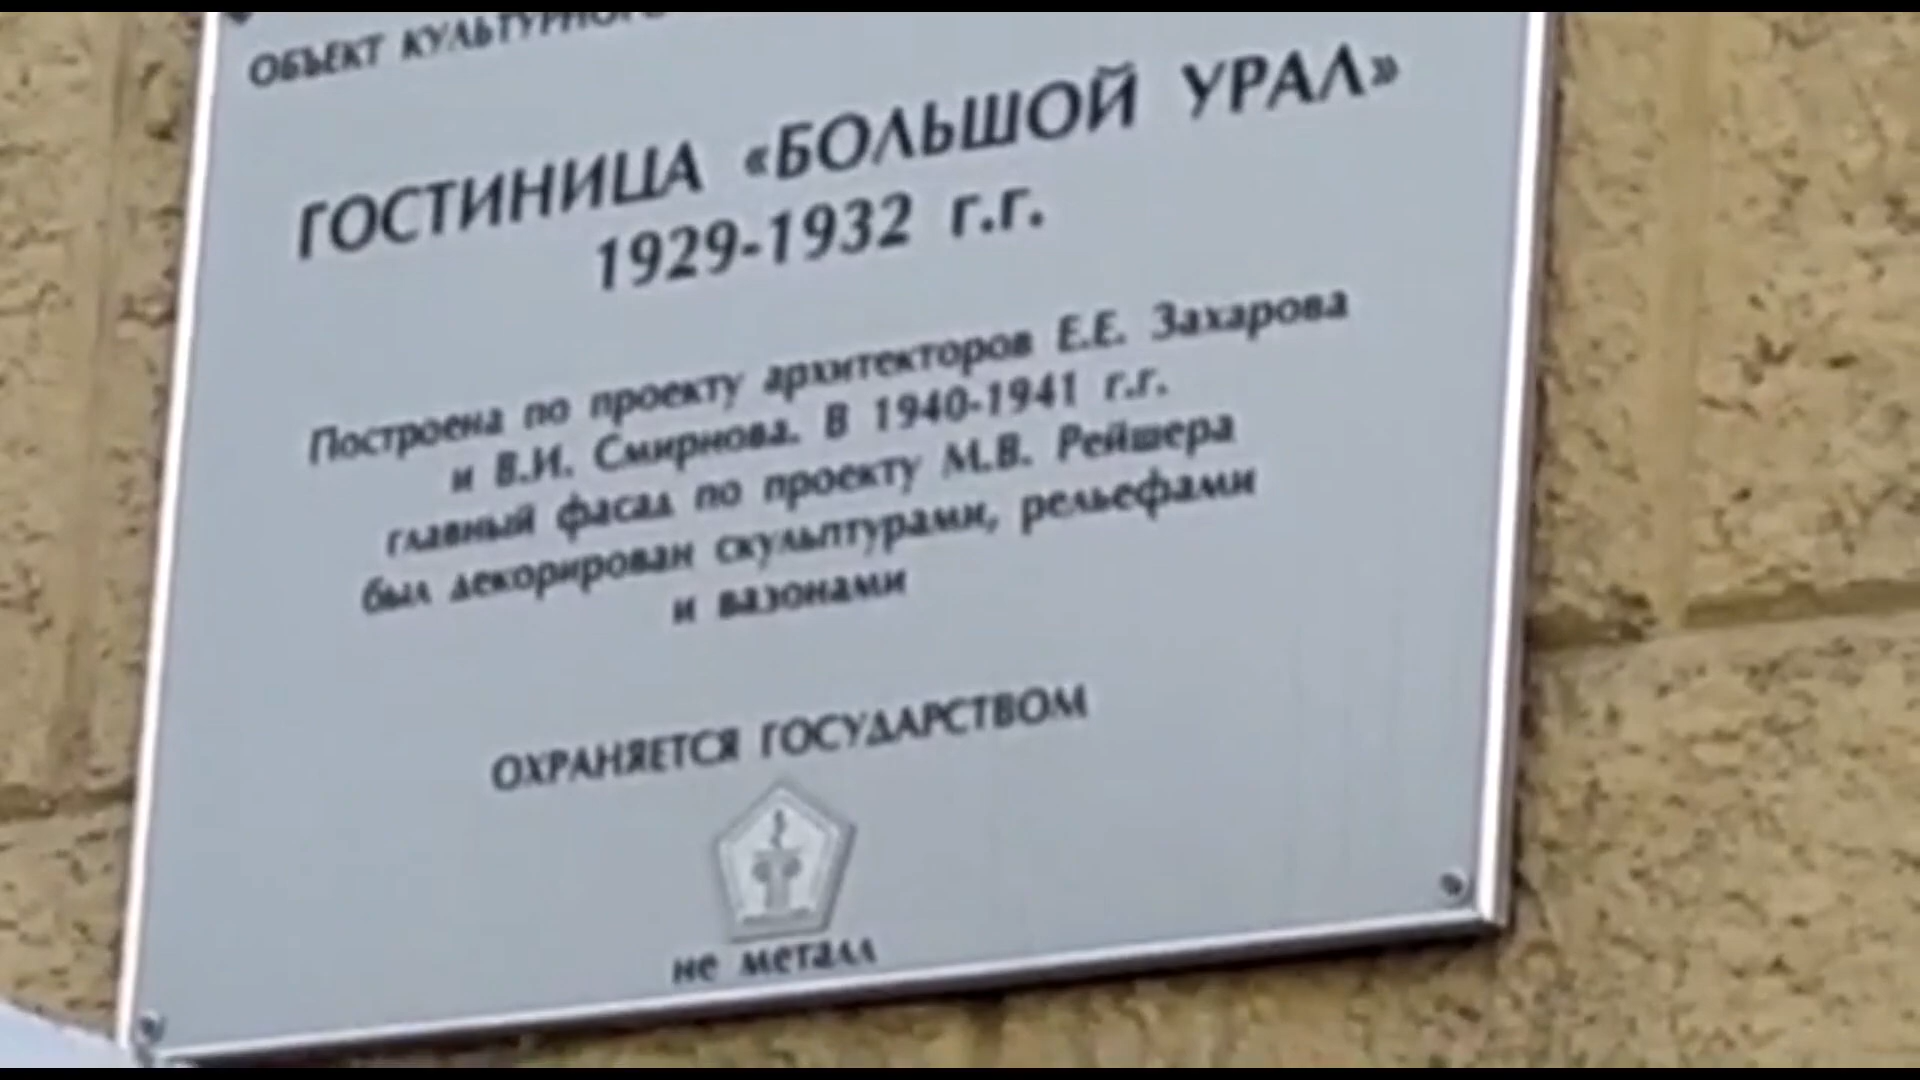 ОБЪЕКТ КУЛЬТУРНОГО
ГОСТИНИЦА «БОЛЬШОЙ УРАЛ»
1929-1932 г.г.
Построена по проекту архитекторов Е.Е. Захарова
и В.И. Смирнова. В 1940-1941 г.г.
главный фасад по проекту М.В. Рейшера
был декорирован скульптурами, рельефами
и вазонами
ОХРАНЯЕТСЯ ГОСУДАРСТВОМ
не металл